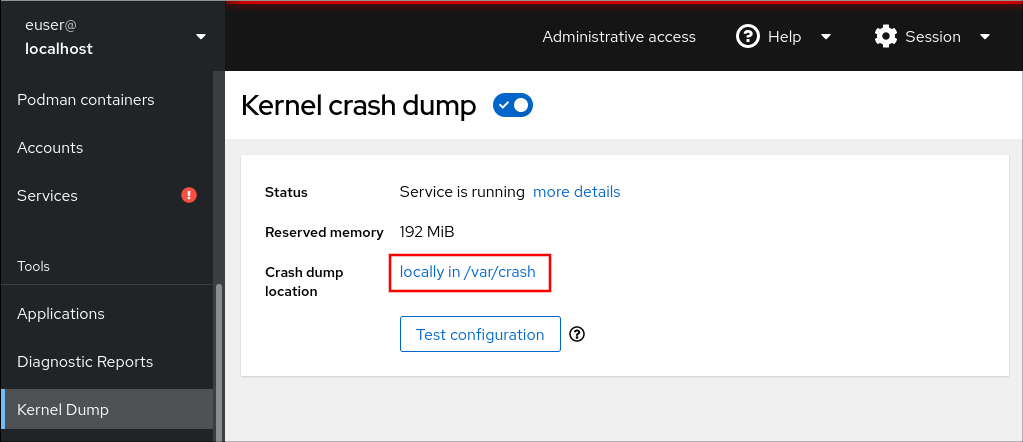 euser@
localhost
Administrative access
Help
Session
Podman containers
Accounts
Services
Tools
Applications
Diagnostic Reports
Kernel Dump
Kernel crash dump
Status
Service is running more details
Reserved memory
192 MiB
Crash dump
location
locally in /var/crash
Test configuration